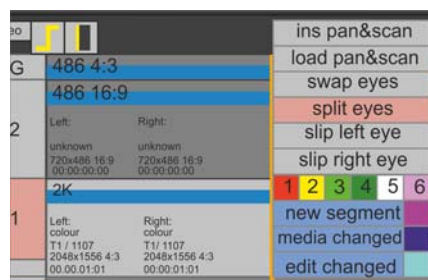 eo
G
486 4:3
486 16:9
2
Left: Right:
unknown unknown
720x486 16:9 720x486 16:9
00:00:00:00 00:00:00:00
2K
1
Left: Right:
colour colour
T1 / 1107 T1/ 1107
2048x1556 4:3 2048x1556 4:3
00.00.01:01 00:00:01:01
ins pan&scan
load pan&scan
swap eyes
split eyes
slip left eye
slip right eye
1 2 3 4 5 6
new segment
media changed
edit changed